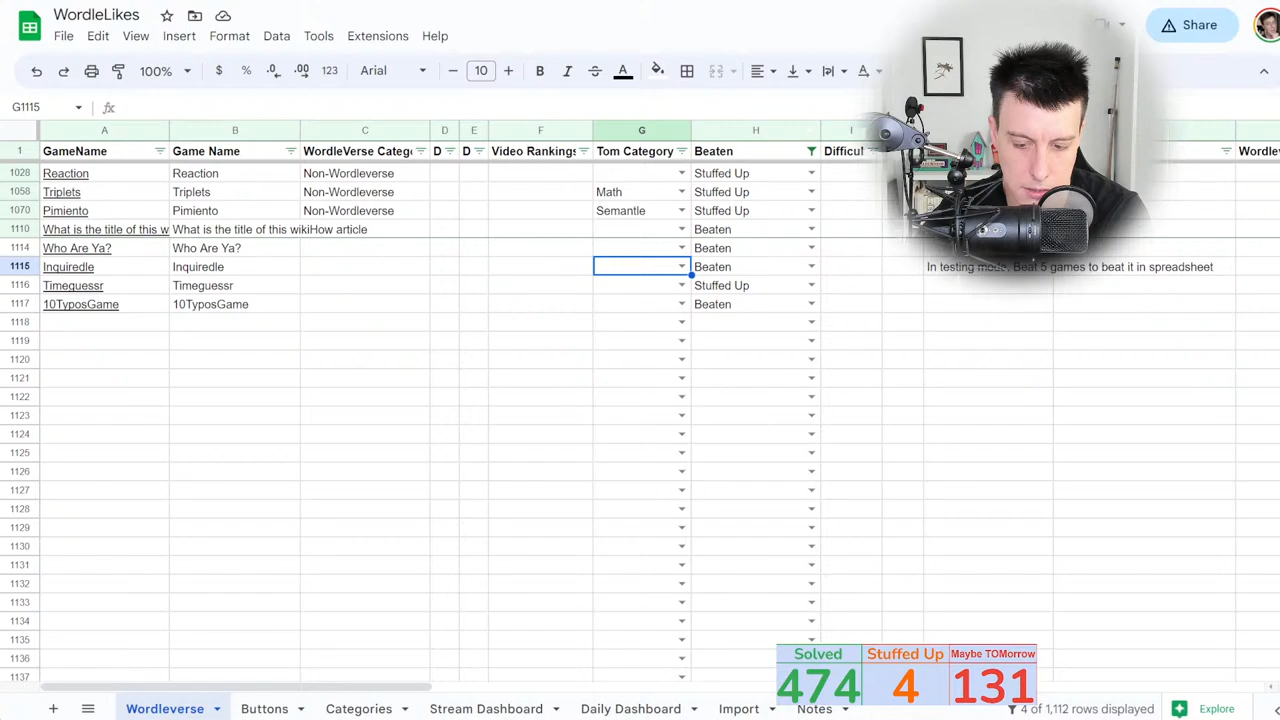 WordleLikes
File Edit View Insert Format Data Tools Extensions Help
Share
100% $ % .0 .00 123 Arial 10 B I A
G1115 fx
A B C D E F G H I
1 GameName Game Name WordleVerse Catego D D Video Rankings Tom Category Beaten Difficul Wordlev
1028 Reaction Reaction Non-Wordleverse Stuffed Up
1058 Triplets Triplets Non-Wordleverse Math Stuffed Up
1070 Pimiento Pimiento Non-Wordleverse Semantle Stuffed Up
1110 What is the title of this w What is the title of this wikiHow article Beaten
1114 Who Are Ya? Who Are Ya? Beaten
1115 Inquiredle Inquiredle Beaten In testing mode. Beat 5 games to beat it in spreadsheet
1116 Timeguessr Timeguessr Stuffed Up
1117 10TyposGame 10TyposGame Beaten
1118
1119
1120
1121
1122
1123
1124
1125
1126
1127
1128
1129
1130
1131
1132
1133
1134
1135
1136
1137
Solved Stuffed Up Maybe TOMorrow
474 4 131
Wordleverse Button Categories Stream Dashboard Daily Dashboard Import Notes 4 of 1,112 rows displayed Explore